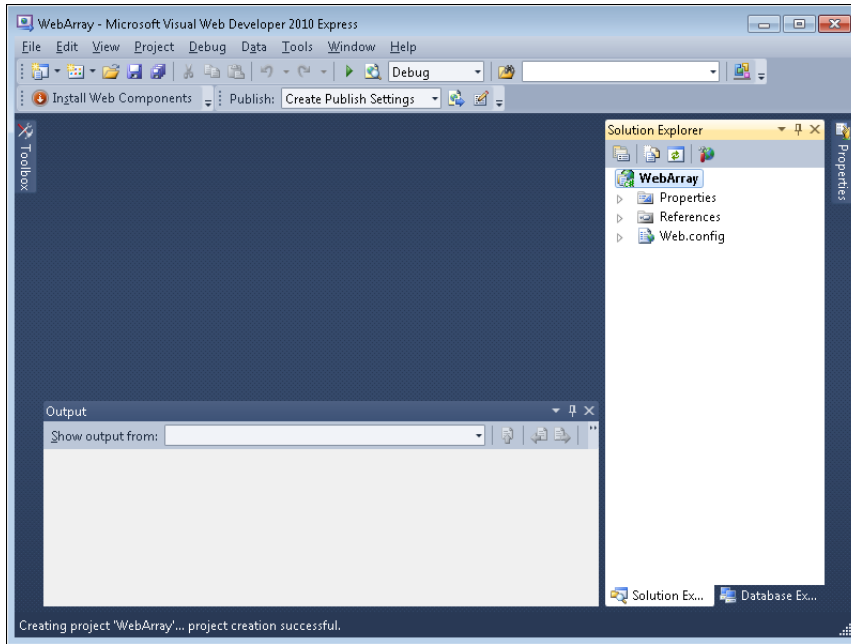 WebArray - Microsoft Visual Web Developer 2010 Express
File Edit View Project Debug Data Tools Window Help
Debug
Install Web Components Publish: Create Publish Settings
Toolbox
Solution Explorer
WebArray
Properties
References
Web.config
Properties
Output
Show output from:
Solution Ex... Database Ex...
Creating project 'WebArray'... project creation successful.